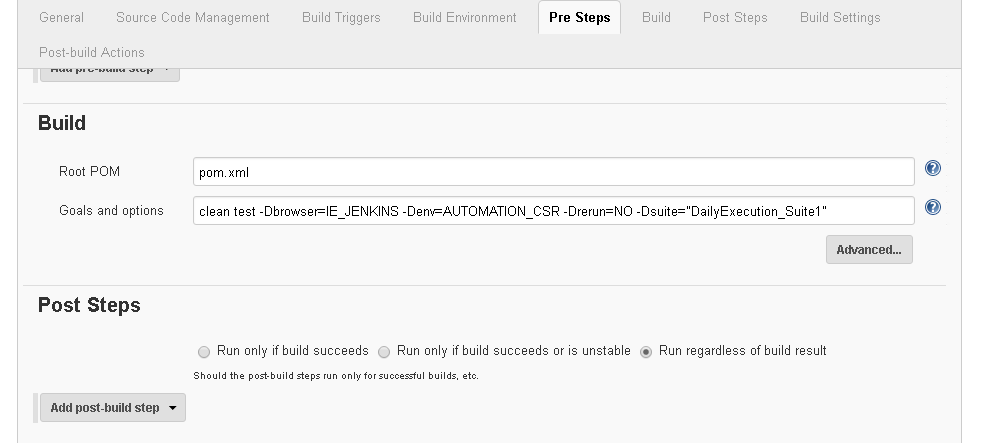 General Source Code Management Build Triggers Build Environment Pre Steps Build Post Steps Build Settings
Post-build Actions
Add pre-build step
Build
Root POM pom.xml
Goals and options clean test -Dbrowser=IE_JENKINS -Denv=AUTOMATION_CSR -Drerun=NO -Dsuite="DailyExecution_Suite1"
Advanced...
Post Steps
Run only if build succeeds Run only if build succeeds or is unstable Run regardless of build result
Should the post-build steps run only for successful builds, etc.
Add post-build step